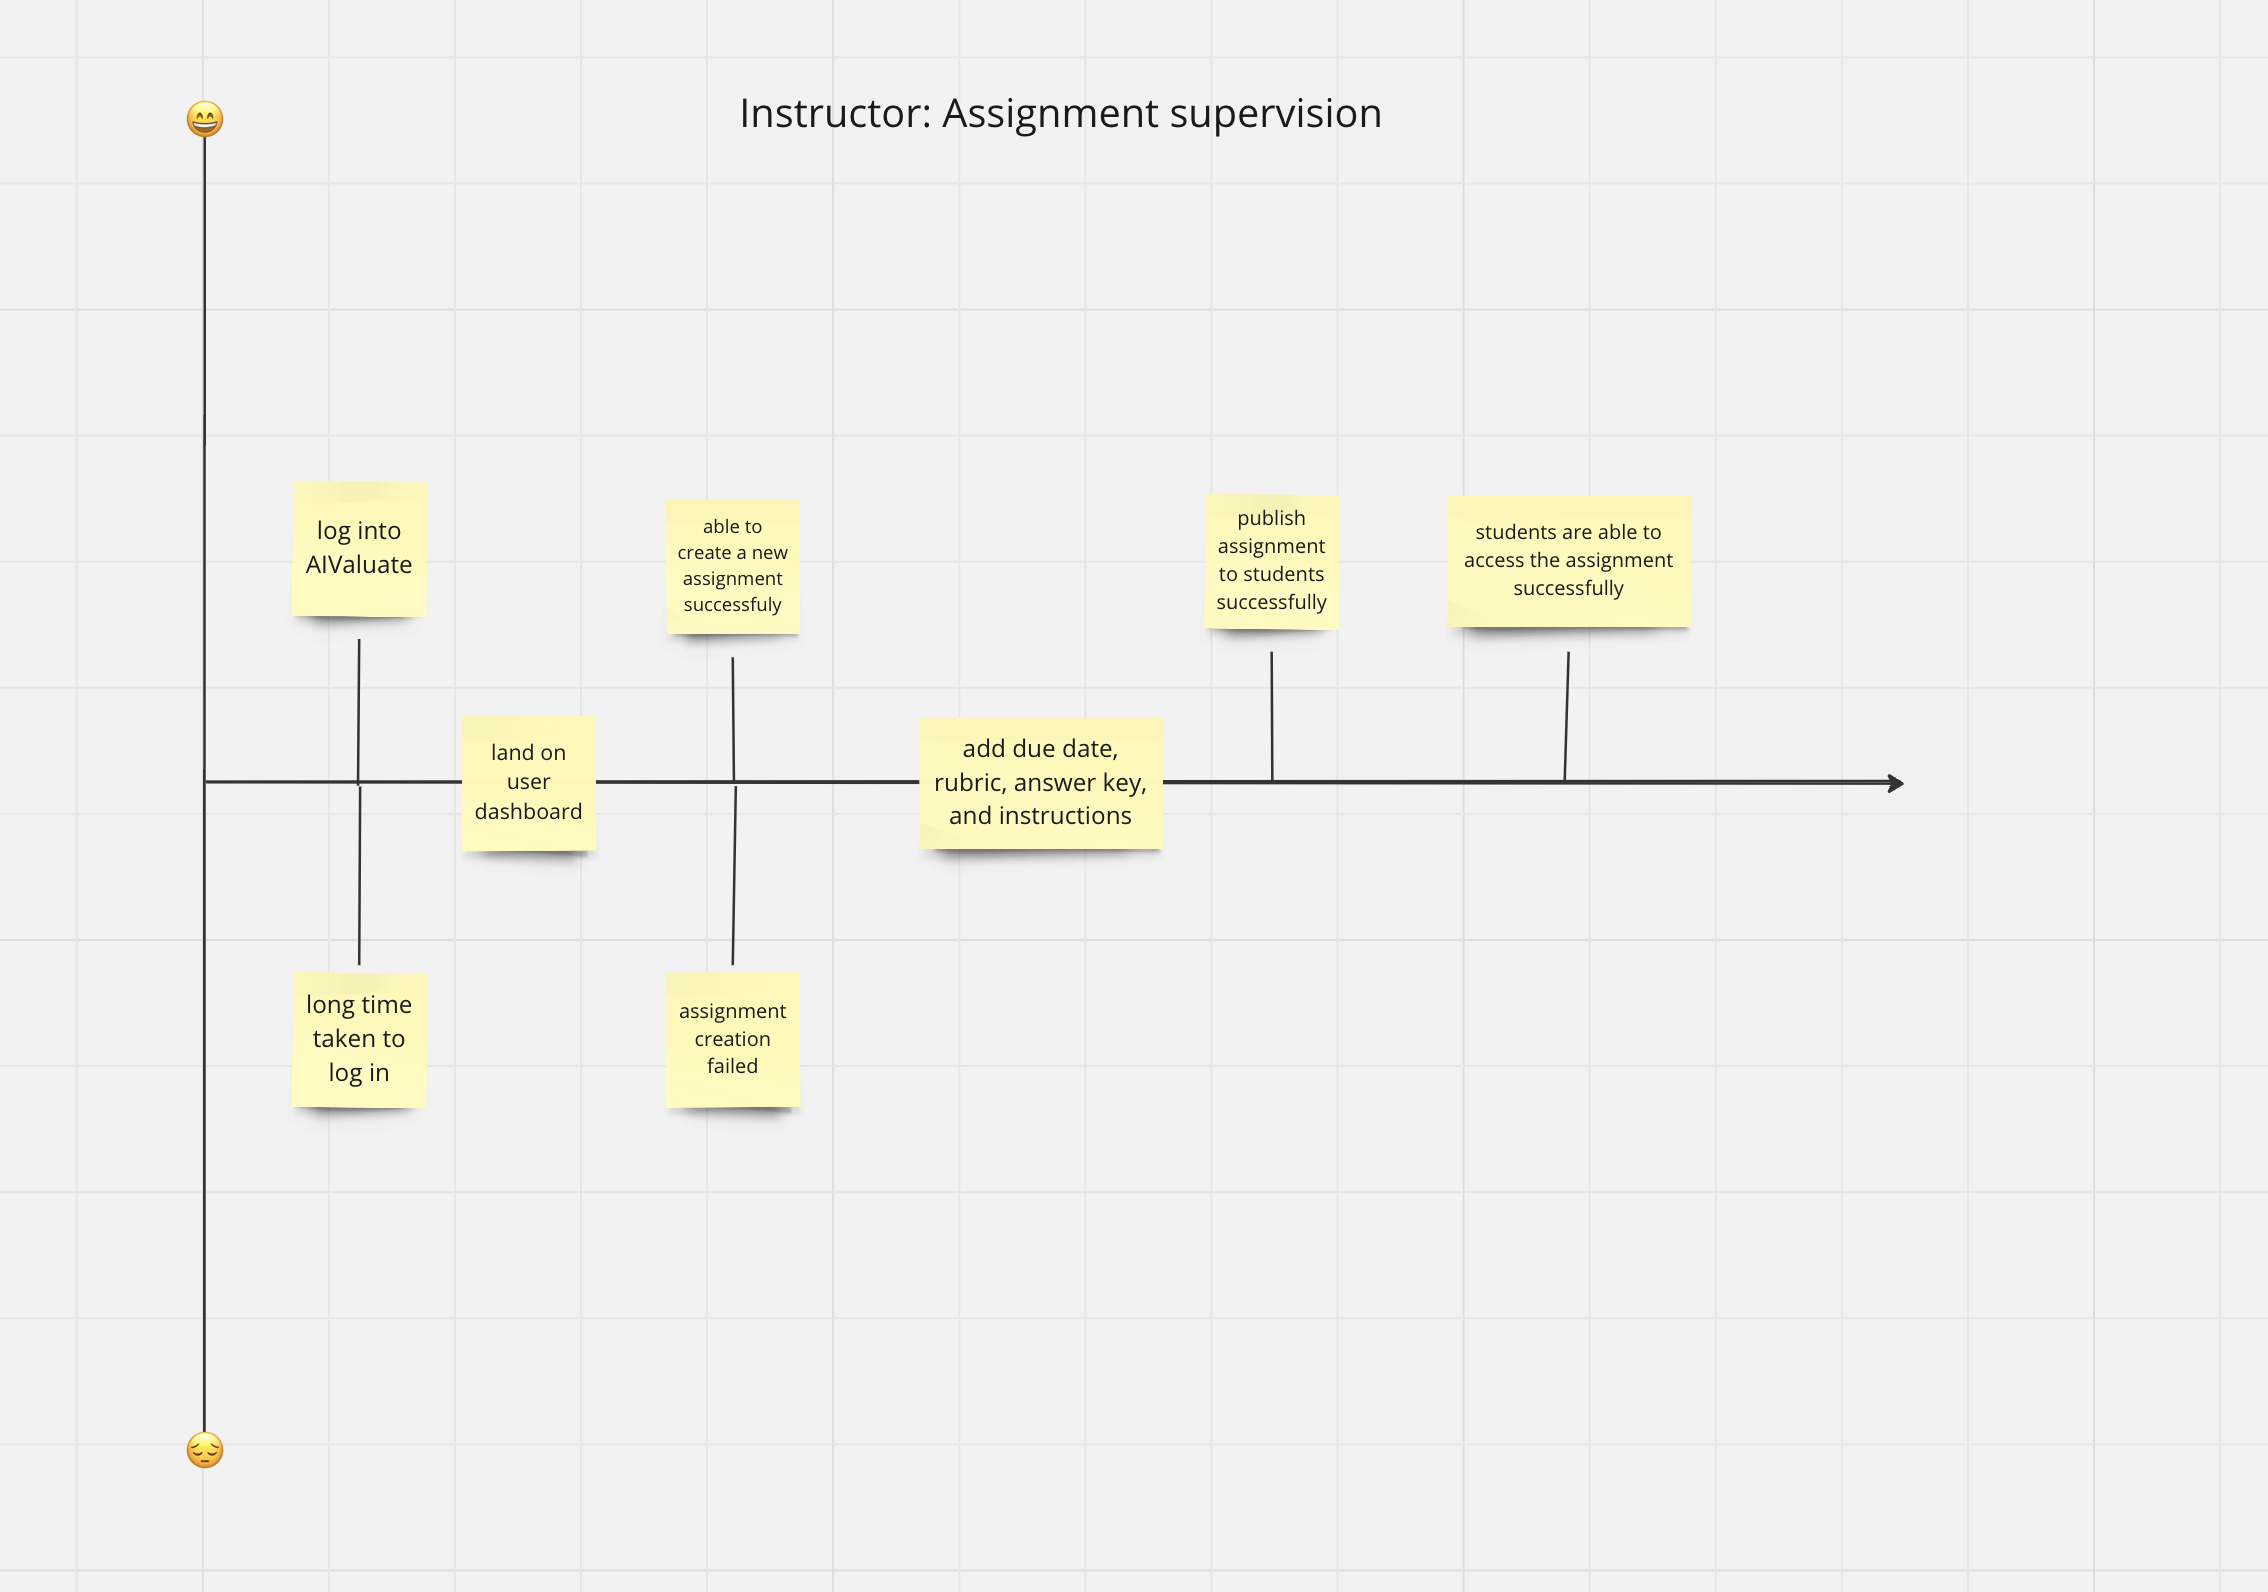 Instructor: Assignment supervision
log into
AIValuate
able to
create a new
assignment
successfuly
publish
assignment
to students
successfully
students are able to
access the assignment
successfully
land on
user
dashboard
add due date,
rubric, answer key,
and instructions
long time
taken to
log in
assignment
creation
failed